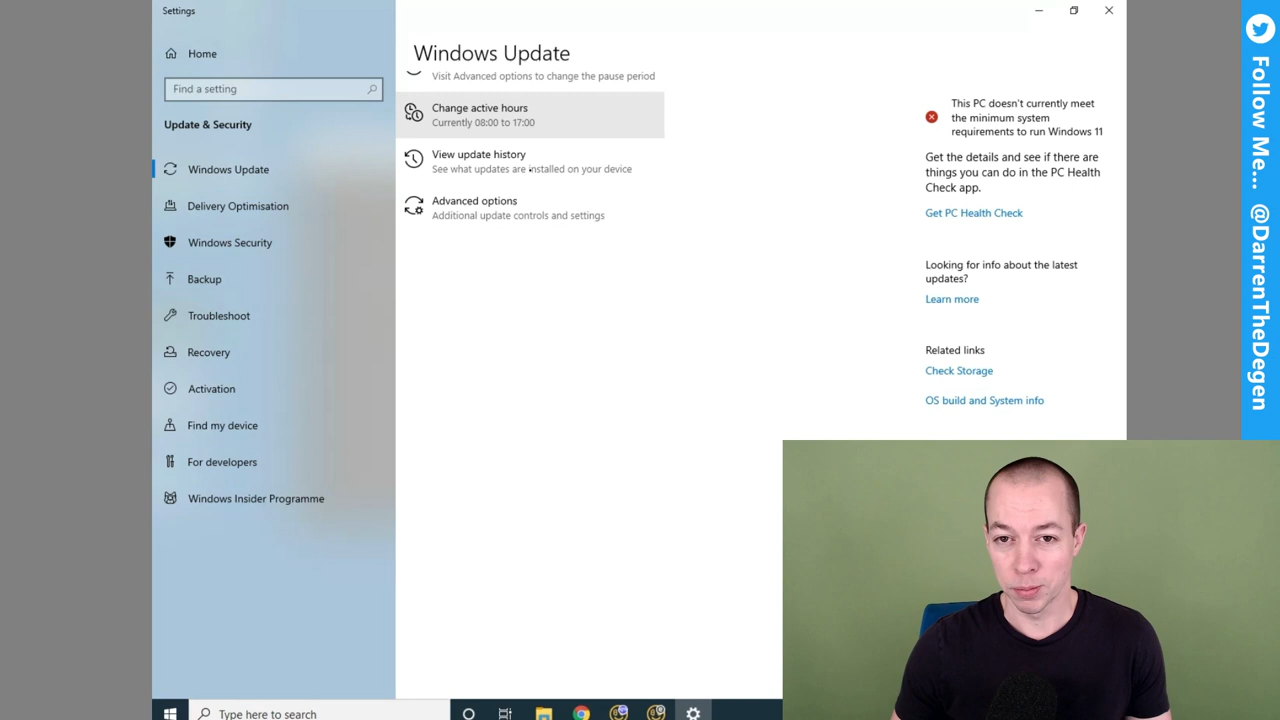 Settings
Home
Find a setting
Update & Security
Windows Update
Delivery Optimisation
Windows Security
Backup
Troubleshoot
Recovery
Activation
Find my device
For developers
Windows Insider Programme
Windows Update
Visit Advanced options to change the pause period
Change active hours
Currently 08:00 to 17:00
View update history
See what updates are installed on your device
Advanced options
Additional update controls and settings
This PC doesn't currently meet
the minimum system
requirements to run Windows 11
Get the details and see if there are
things you can do in the PC Health
Check app.
Get PC Health Check
Looking for info about the latest
updates?
Learn more
Related links
Check Storage
OS build and System info
Type here to search
Follow Me... @DarrenTheDegen